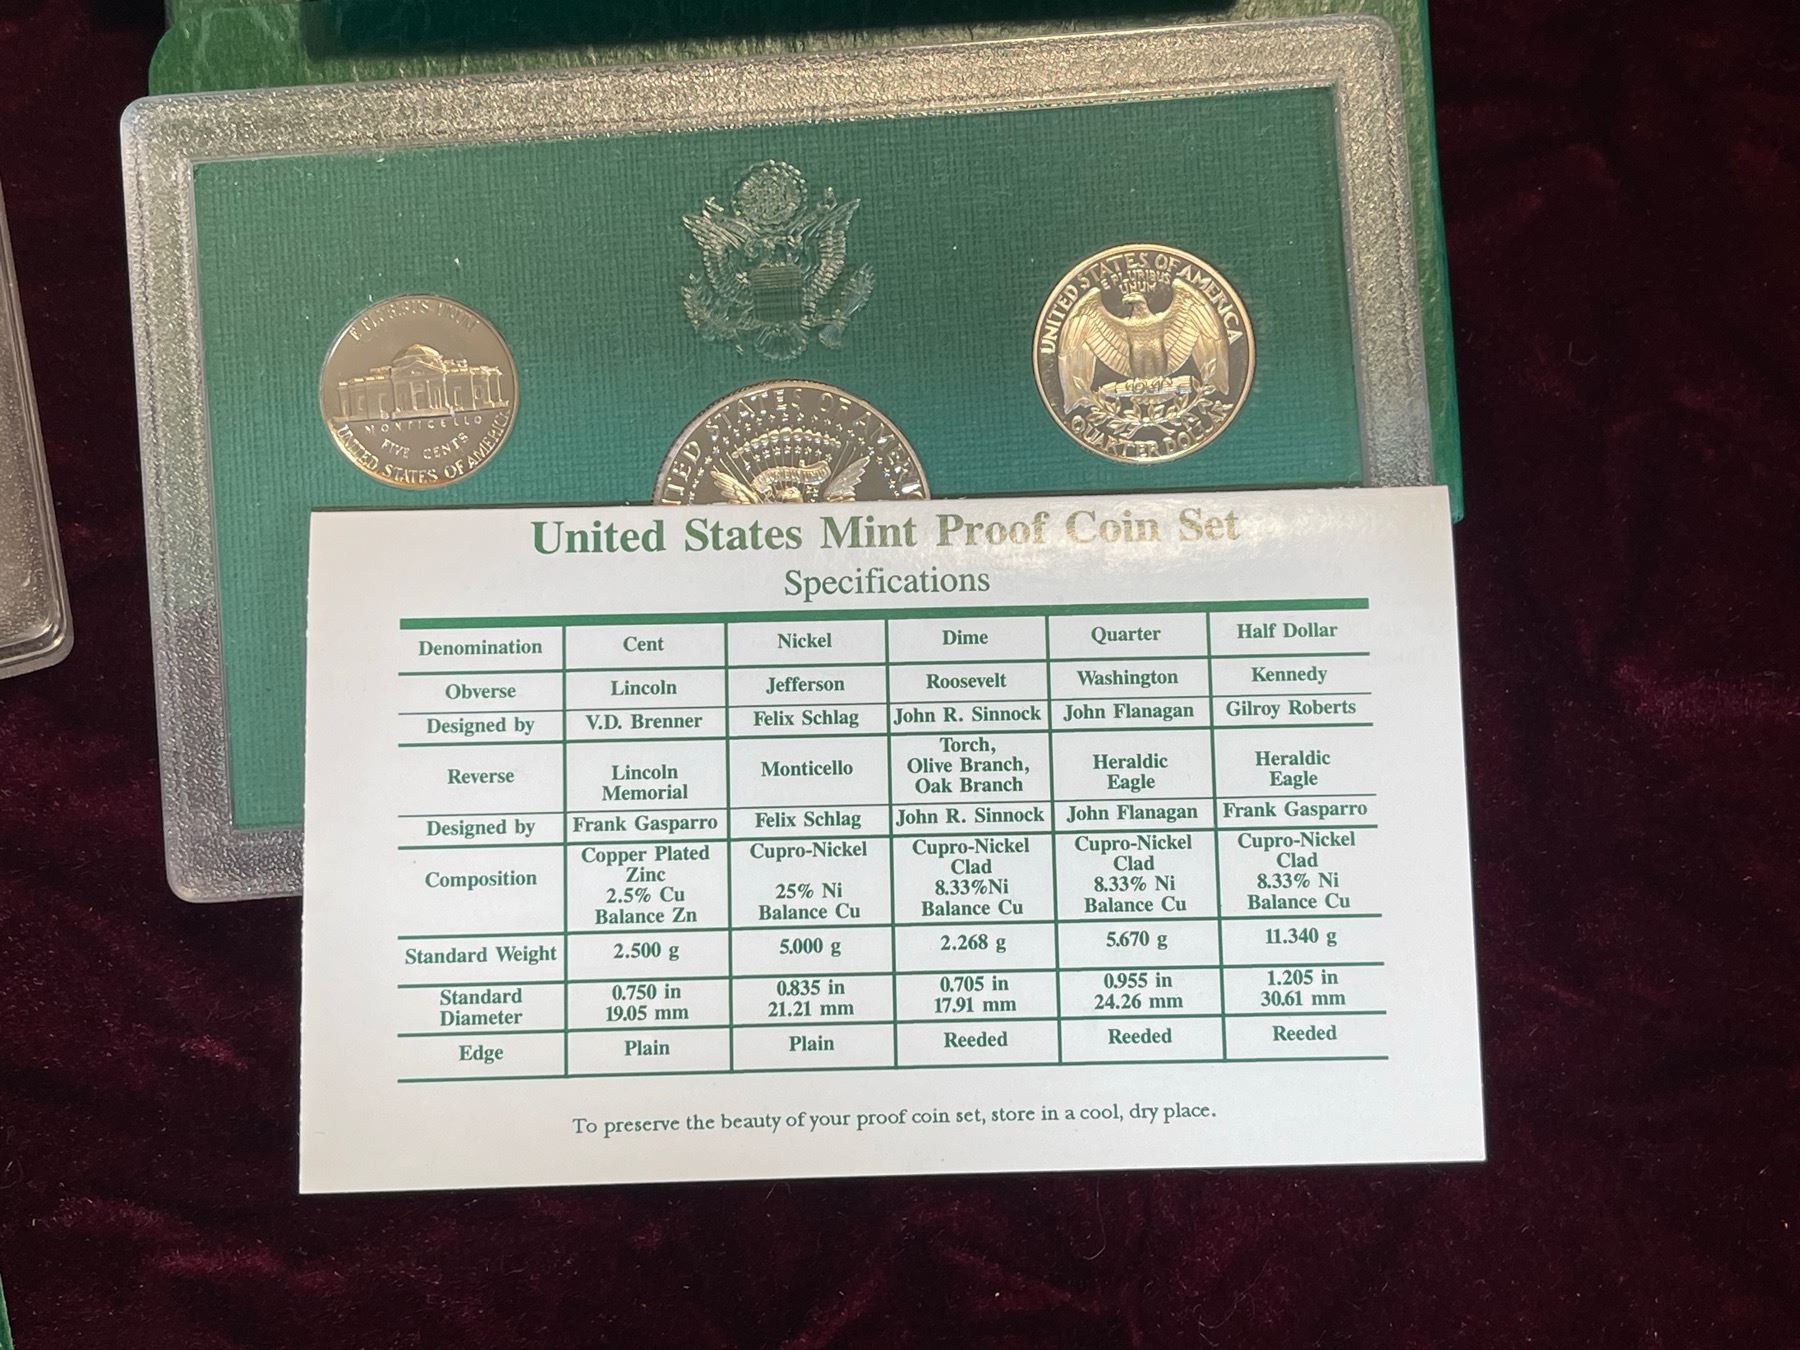 E PLURIBUS UNUM
MONTICELLO
FIVE CENTS
UNITED STATES OF AMERICA
UNITED STATES OF AMERICA
E PLURIBUS
UNUM
QUARTER DOLLAR
STATES OF AMERIC
United States Mint Proof Coin Set
Specifications
Denomination Cent Nickel Dime Quarter Half Dollar
Obverse Lincoln Jefferson Roosevelt Washington Kennedy
Designed by V.D. Brenner Felix Schlag John R. Sinnock John Flanagan Gilroy Roberts
Reverse Lincoln Memorial Monticello Torch, Olive Branch, Oak Branch Heraldic Eagle Heraldic Eagle
Designed by Frank Gasparro Felix Schlag John R. Sinnock John Flanagan Frank Gasparro
Composition Copper Plated Zinc 2.5% Cu Balance Zn Cupro-Nickel 25% Ni Balance Cu Cupro-Nickel Clad 8.33%Ni Balance Cu Cupro-Nickel Clad 8.33% Ni Balance Cu Cupro-Nickel Clad 8.33% Ni Balance Cu
Standard Weight 2.500 g 5.000 g 2.268 g 5.670 g 11.340 g
Standard Diameter 0.750 in 19.05 mm 0.835 in 21.21 mm 0.705 in 17.91 mm 0.955 in 24.26 mm 1.205 in 30.61 mm
Edge Plain Plain Reeded Reeded Reeded
To preserve the beauty of your proof coin set, store in a cool, dry place.